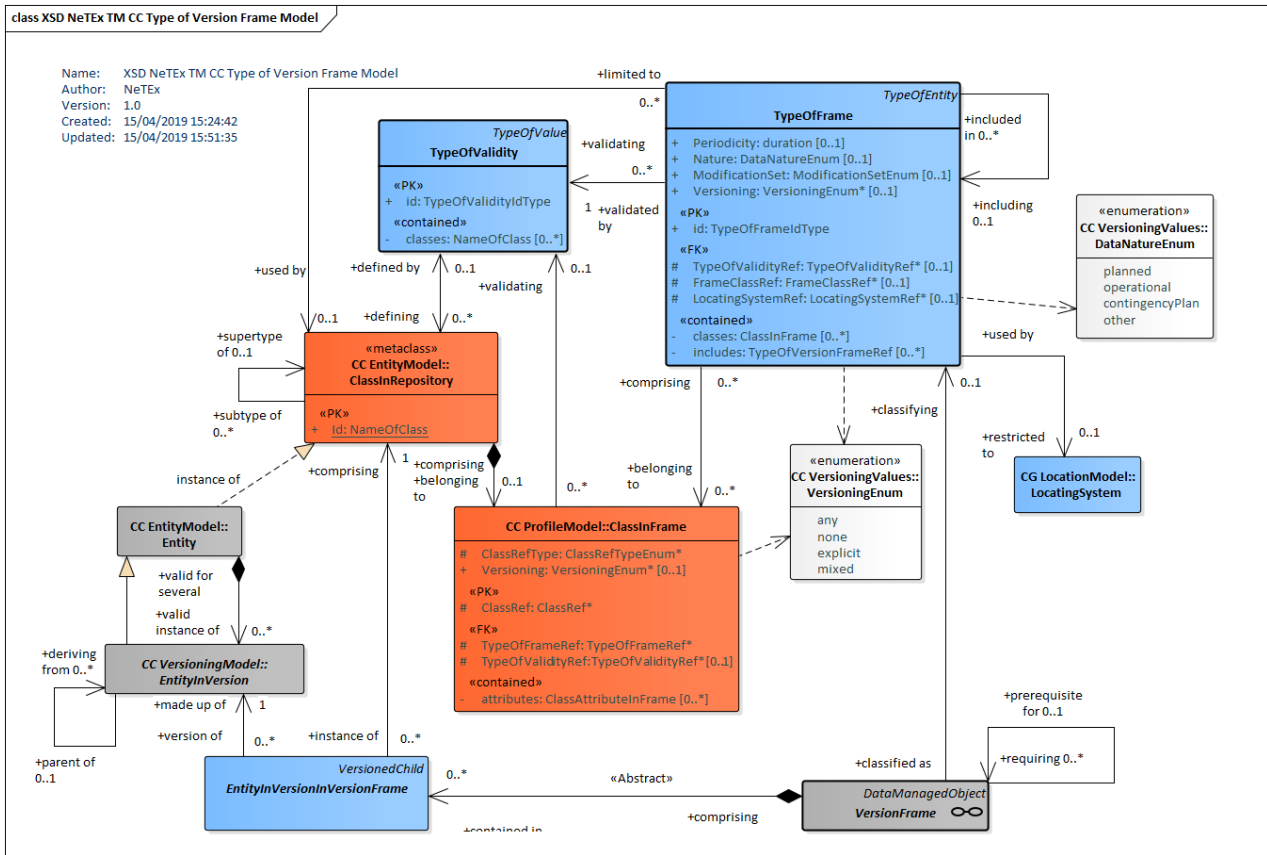 class XSD NeTEx TM CC Type of Version Frame Model
Name: XSD NeTEx TM CC Type of Version Frame Model
Author: NeTEx
Version: 1.0
Created: 15/04/2019 15:24:42
Updated: 15/04/2019 15:51:35
+limited to
0..*
TypeOfValue
TypeOfValidity
«PK»
+ id: TypeOfValidityIdType
«contained»
- classes: NameOfClass [0..*]
+validating
0..*
1
+validated
by
TypeOfEntity
TypeOfFrame
+ Periodicity: duration [0..1]
+ Nature: DataNatureEnum [0..1]
+ ModificationSet: ModificationSetEnum [0..1]
+ Versioning: VersioningEnum* [0..1]
«PK»
+ id: TypeOfFrameIdType
«FK»
# TypeOfValidityRef: TypeOfValidityRef* [0..1]
# FrameClassRef: FrameClassRef* [0..1]
# LocatingSystemRef: LocatingSystemRef* [0..1]
«contained»
- classes: ClassInFrame [0..*]
- includes: TypeOfVersionFrameRef [0..*]
+included
in 0..*
+including
0..1
«enumeration»
CC VersioningValues::
DataNatureEnum
planned
operational
contingencyPlan
other
+used by
+defined by
0..1
+validating
0..1
+defining
0..*
0..1
+supertype
of 0..1
+subtype of
0..*
«metaclass»
CC EntityModel::
ClassInRepository
«PK»
+ Id: NameOfClass
+used by
+comprising
0..*
0..1
+classifying
+restricted
to
0..1
CG LocationModel::
LocatingSystem
instance of
+comprising
1
+comprising
+belonging
to
0..1
0..*
+belonging
to
0..*
«enumeration»
CC VersioningValues::
VersioningEnum
any
none
explicit
mixed
CC EntityModel::
Entity
CC ProfileModel::ClassInFrame
# ClassRefType: ClassRefTypeEnum*
+ Versioning: VersioningEnum* [0..1]
«PK»
# ClassRef: ClassRef*
«FK»
# TypeOfFrameRef: TypeOfFrameRef*
# TypeOfValidityRef:TypeOfValidityRef*[0..1]
«contained»
- attributes: ClassAttributeInFrame [0..*]
+valid for
several
+valid
instance of
0..*
+deriving
from 0..*
CC VersioningModel::
EntityInVersion
+made up of
1
+version of
0..*
+instance of
0..*
+parent of
0..1
VersionedChild
EntityInVersionInVersionFrame
0..*
+contained in
«Abstract»
+comprising
+classified as
+prerequisite
for 0..1
+requiring 0..*
DataManagedObject
VersionFrame